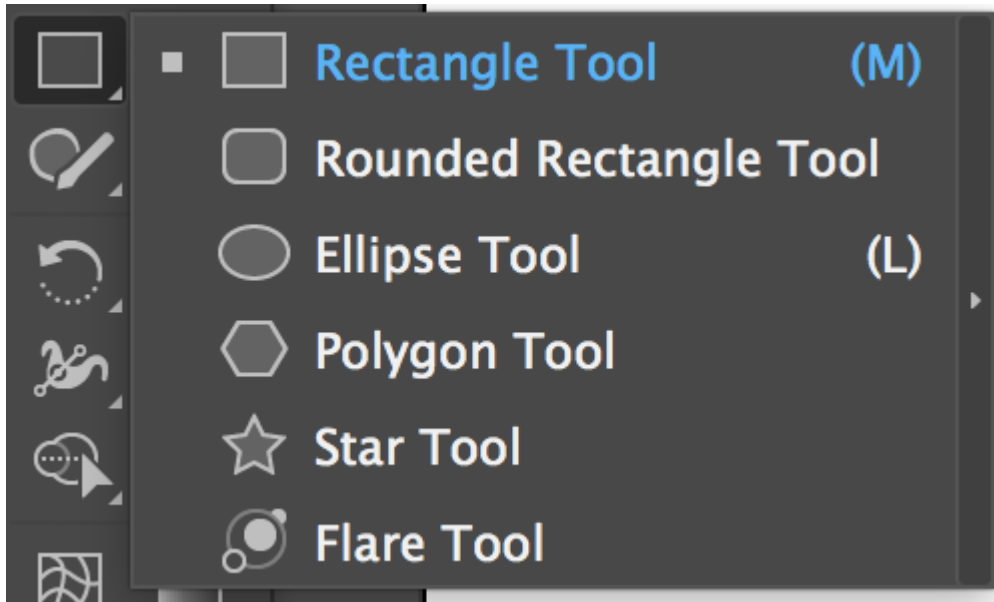 Rectangle Tool (M)
Rounded Rectangle Tool
Ellipse Tool (L)
Polygon Tool
Star Tool
Flare Tool